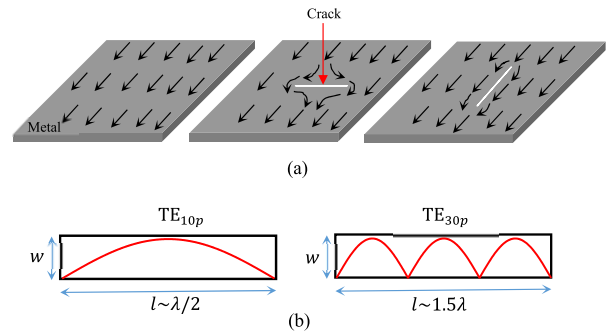 Crack
Metal
(a)
TE₁₀ₚ
TE₃₀ₚ
w
w
l~λ/2
l~1.5λ
(b)